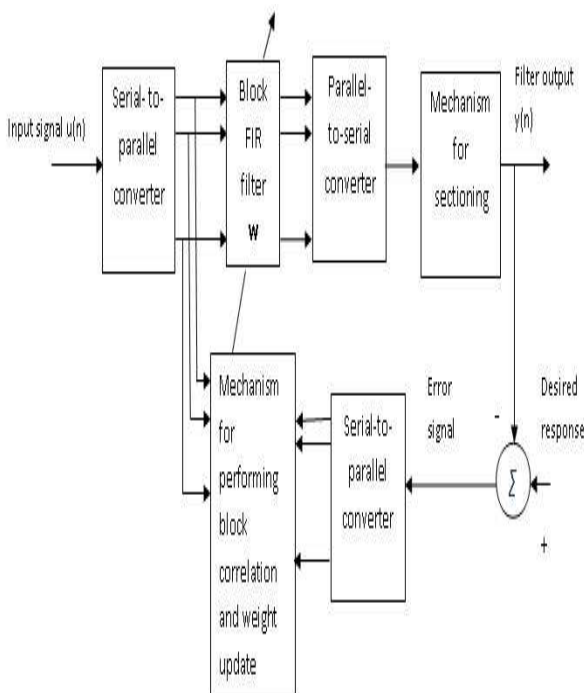 Input signal u(n)
Serial-to-
parallel
converter
Block
FIR
filter
w
Parallel-
to-serial
converter
Mechanism
for
sectioning
Filter output
y(n)
Mechanism
for
performing
block
correlation
and weight
update
Serial-to-
parallel
converter
Error
signal
-
Σ
Desired
response
+